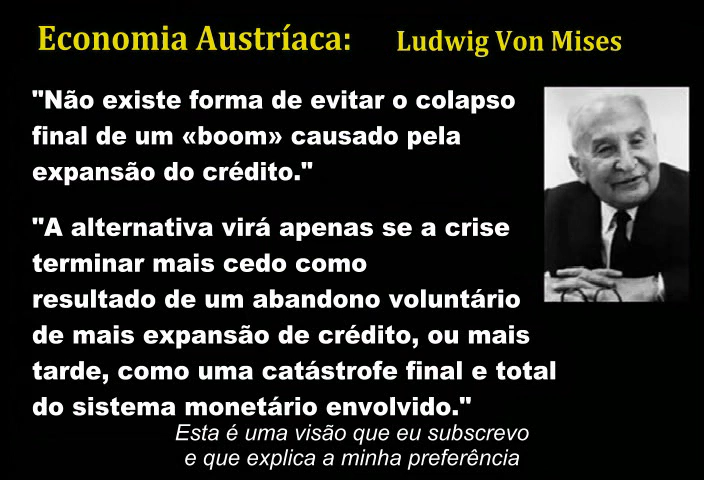 Economia Austríaca: Ludwig Von Mises
"Não existe forma de evitar o colapso
final de um «boom» causado pela
expansão do crédito."
"A alternativa virá apenas se a crise
terminar mais cedo como
resultado de um abandono voluntário
de mais expansão de crédito, ou mais
tarde, como uma catástrofe final e total
do sistema monetário envolvido."
Esta é uma visão que eu subscrevo
e que explica a minha preferência